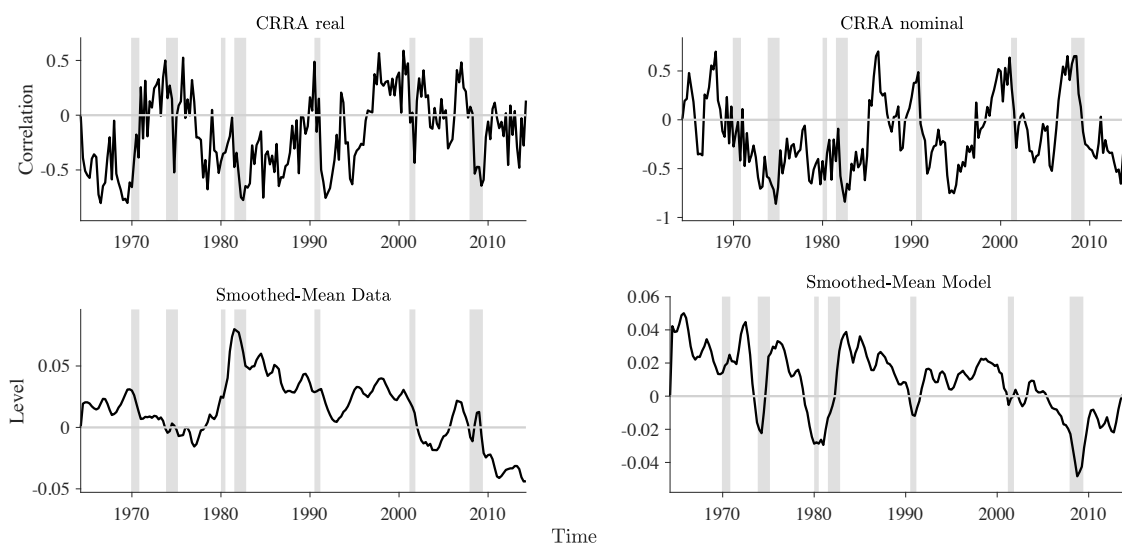 CRRA real
0.5
0
-0.5
Correlation
1970 1980 1990 2000 2010
CRRA nominal
0.5
0
-0.5
-1
1970 1980 1990 2000 2010
Smoothed-Mean Data
0.05
0
-0.05
Level
1970 1980 1990 2000 2010
Smoothed-Mean Model
0.06
0.04
0.02
0
-0.02
-0.04
1970 1980 1990 2000 2010
Time